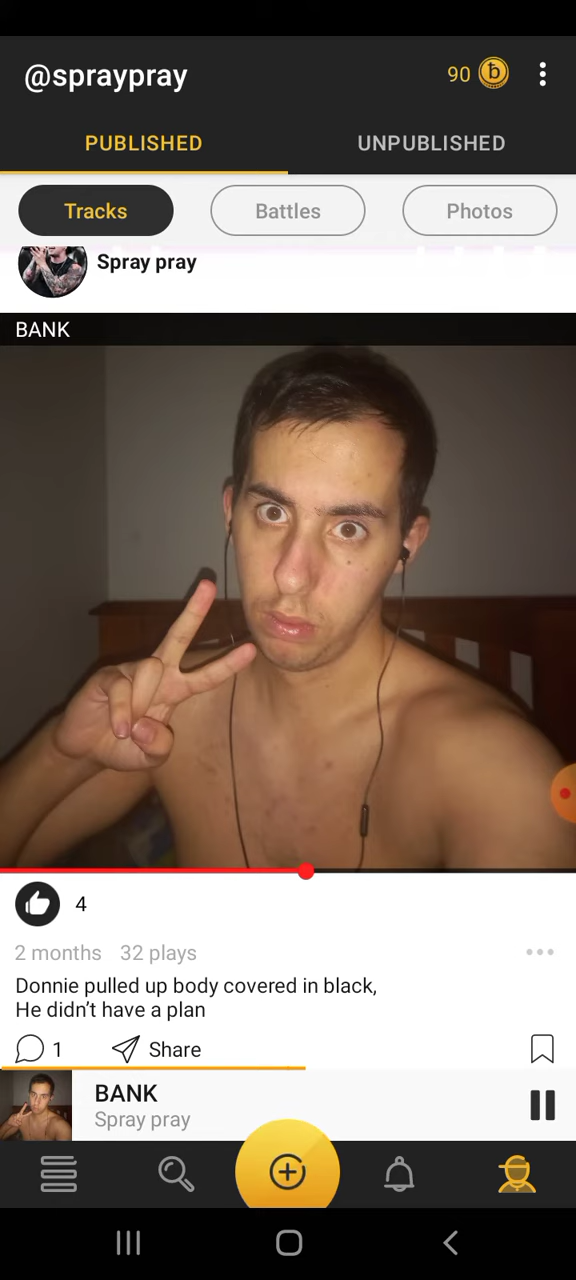 @spraypray
90
PUBLISHED UNPUBLISHED
Tracks Battles Photos
Spray pray
BANK
4
2 months 32 plays
Donnie pulled up body covered in black,
He didn’t have a plan
1 Share
BANK
Spray pray